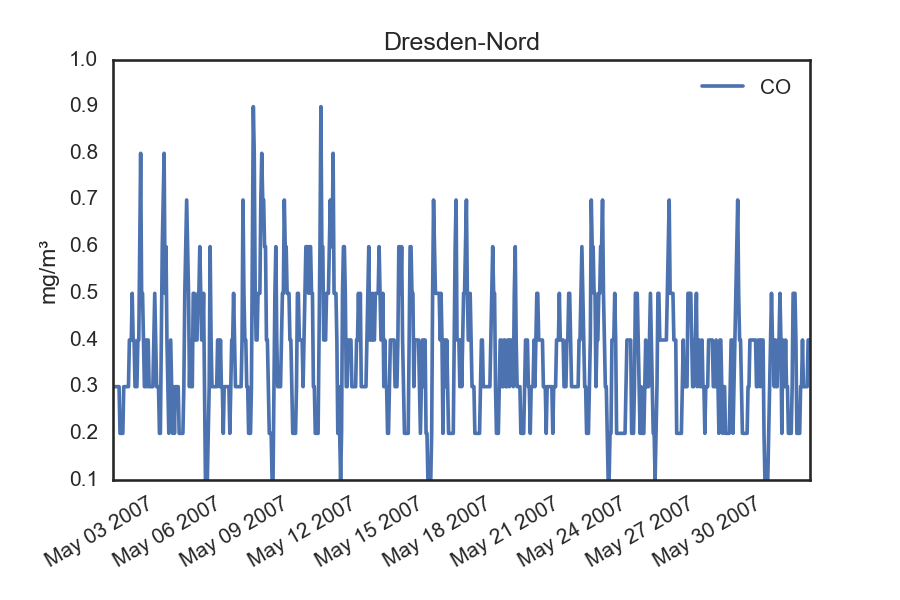 Dresden-Nord
CO
mg/m³
1.0
0.9
0.8
0.7
0.6
0.5
0.4
0.3
0.2
0.1
May 03 2007
May 06 2007
May 09 2007
May 12 2007
May 15 2007
May 18 2007
May 21 2007
May 24 2007
May 27 2007
May 30 2007